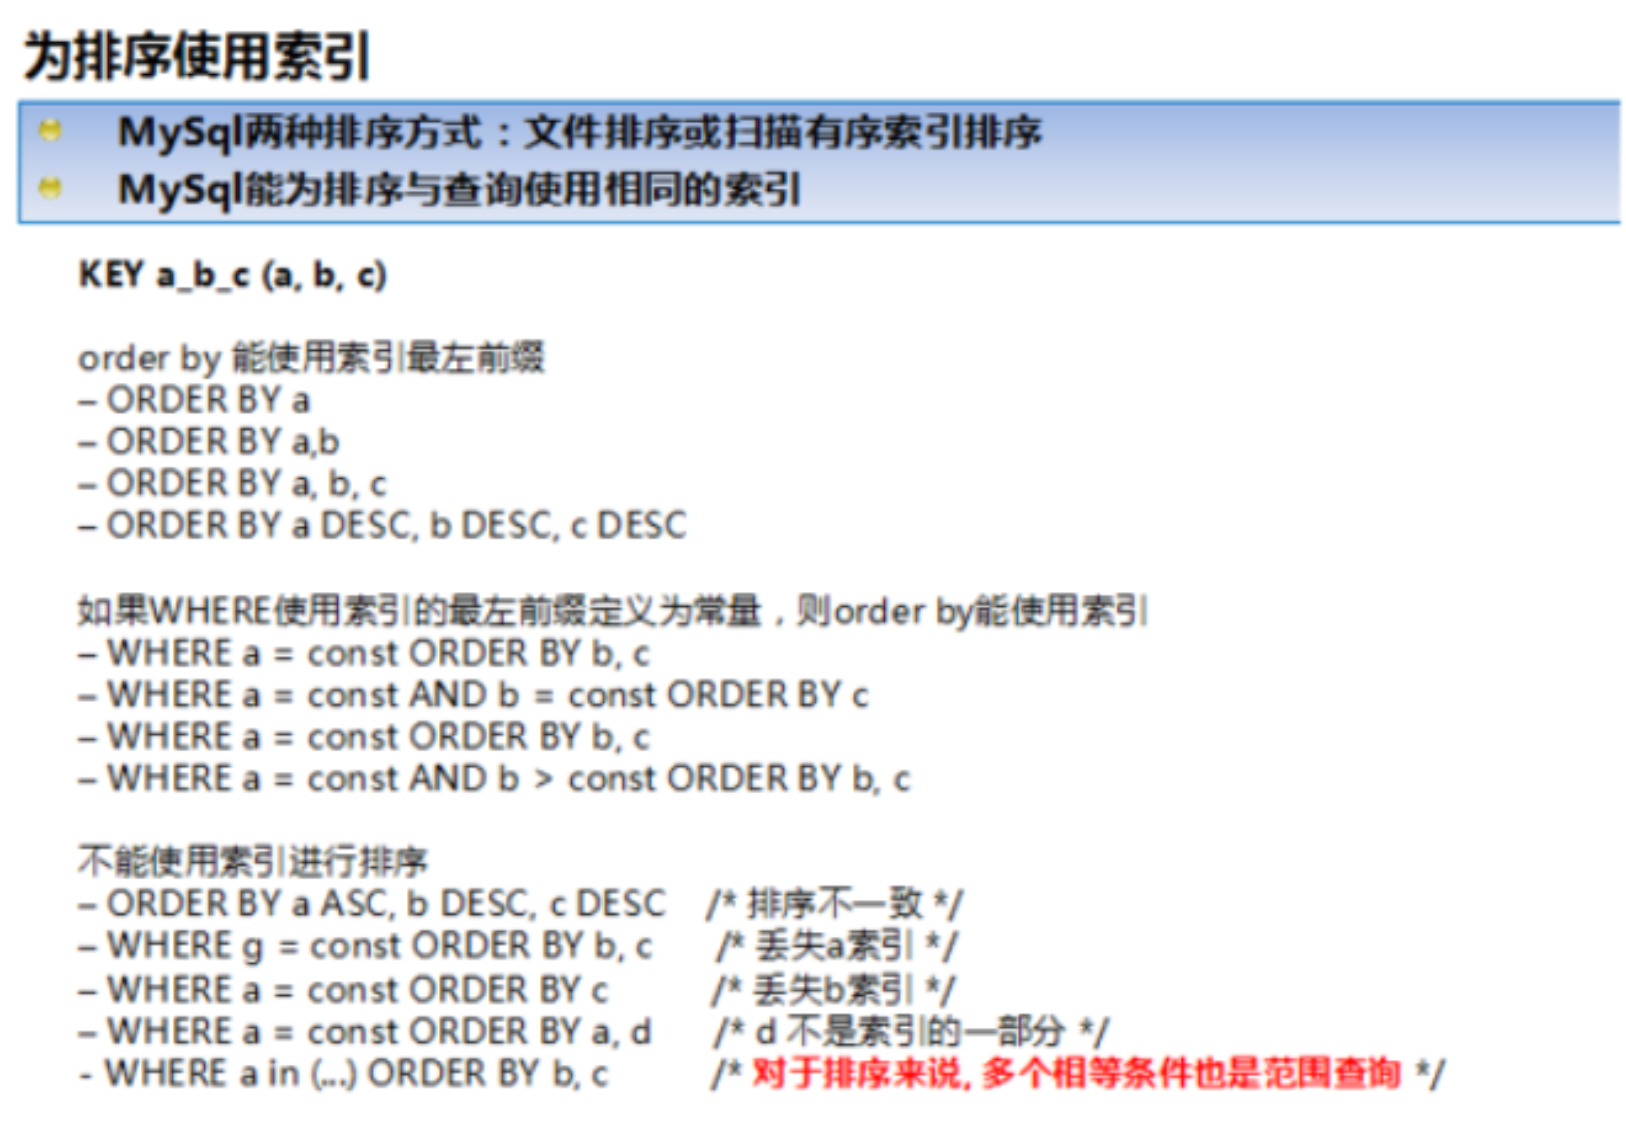 为排序使用索引
MySql两种排序方式：文件排序或扫描有序索引排序
MySql能为排序与查询使用相同的索引
KEY a_b_c (a, b, c)
order by 能使用索引最左前缀
– ORDER BY a
– ORDER BY a,b
– ORDER BY a, b, c
– ORDER BY a DESC, b DESC, c DESC
如果WHERE使用索引的最左前缀定义为常量，则order by能使用索引
– WHERE a = const ORDER BY b, c
– WHERE a = const AND b = const ORDER BY c
– WHERE a = const ORDER BY b, c
– WHERE a = const AND b > const ORDER BY b, c
不能使用索引进行排序
– ORDER BY a ASC, b DESC, c DESC /* 排序不一致 */
– WHERE g = const ORDER BY b, c /* 丢失a索引 */
– WHERE a = const ORDER BY c /* 丢失b索引 */
– WHERE a = const ORDER BY a, d /* d 不是索引的一部分 */
- WHERE a in (...) ORDER BY b, c /* 对于排序来说, 多个相等条件也是范围查询 */